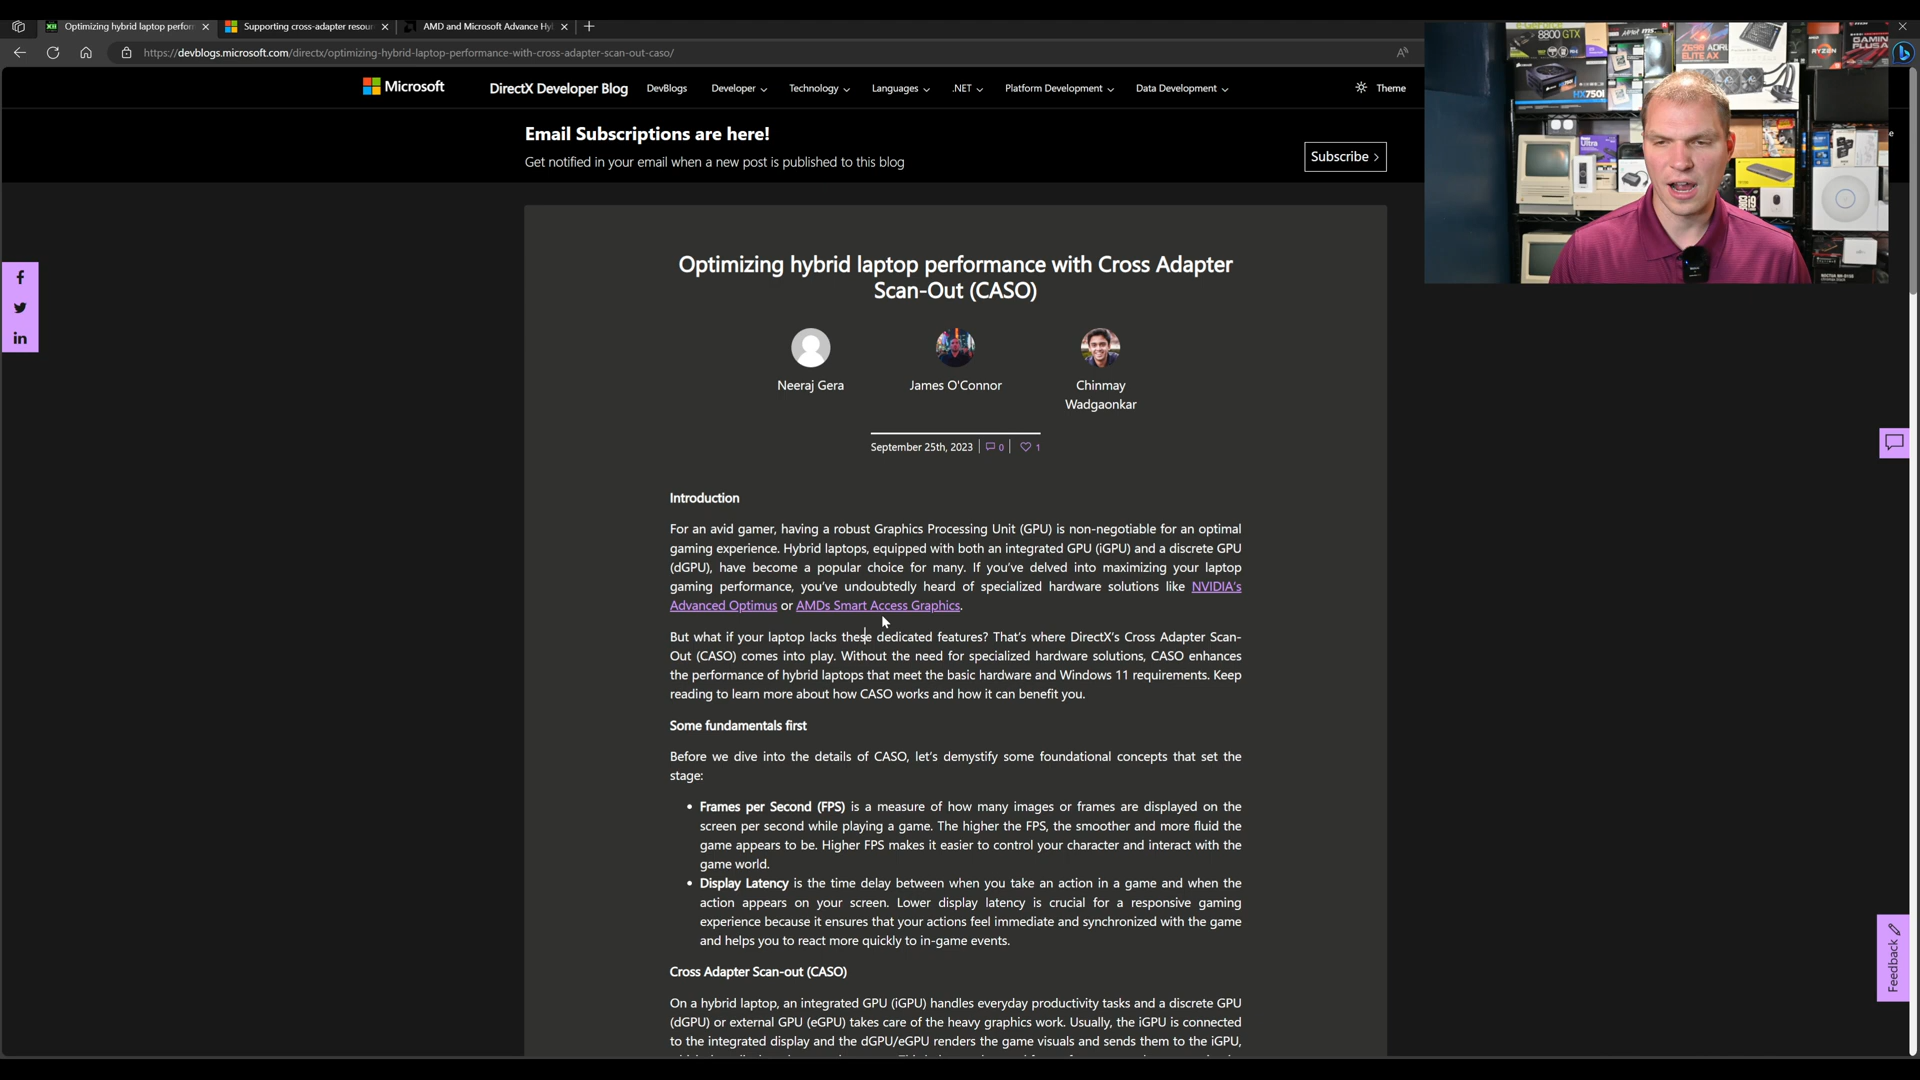 Optimizing hybrid laptop perforn
Supporting cross-adapter resour
AMD and Microsoft Advance Hy
https://devblogs.microsoft.com/directx/optimizing-hybrid-laptop-performance-with-cross-adapter-scan-out-caso/
Microsoft
DirectX Developer Blog
DevBlogs
Developer
Technology
Languages
.NET
Platform Development
Data Development
Theme
Email Subscriptions are here!
Get notified in your email when a new post is published to this blog
Subscribe
Optimizing hybrid laptop performance with Cross Adapter
Scan-Out (CASO)
Neeraj Gera
James O'Connor
Chinmay
Wadgaonkar
September 25th, 2023
0
1
Introduction
For an avid gamer, having a robust Graphics Processing Unit (GPU) is non-negotiable for an optimal
gaming experience. Hybrid laptops, equipped with both an integrated GPU (iGPU) and a discrete GPU
(dGPU), have become a popular choice for many. If you've delved into maximizing your laptop
gaming performance, you've undoubtedly heard of specialized hardware solutions like NVIDIA's
Advanced Optimus or AMDs Smart Access Graphics.
But what if your laptop lacks these dedicated features? That's where DirectX's Cross Adapter Scan-
Out (CASO) comes into play. Without the need for specialized hardware solutions, CASO enhances
the performance of hybrid laptops that meet the basic hardware and Windows 11 requirements. Keep
reading to learn more about how CASO works and how it can benefit you.
Some fundamentals first
Before we dive into the details of CASO, let's demystify some foundational concepts that set the
stage:
• Frames per Second (FPS) is a measure of how many images or frames are displayed on the
screen per second while playing a game. The higher the FPS, the smoother and more fluid the
game appears to be. Higher FPS makes it easier to control your character and interact with the
game world.
• Display Latency is the time delay between when you take an action in a game and when the
action appears on your screen. Lower display latency is crucial for a responsive gaming
experience because it ensures that your actions feel immediate and synchronized with the game
and helps you to react more quickly to in-game events.
Cross Adapter Scan-out (CASO)
On a hybrid laptop, an integrated GPU (iGPU) handles everyday productivity tasks and a discrete GPU
(dGPU) or external GPU (eGPU) takes care of the heavy graphics work. Usually, the iGPU is connected
to the integrated display and the dGPU/eGPU renders the game visuals and sends them to the iGPU,
Feedback
8800 GTX
HX750i
Ultra
RYZEN
GAMING
Z690
ELITE AX